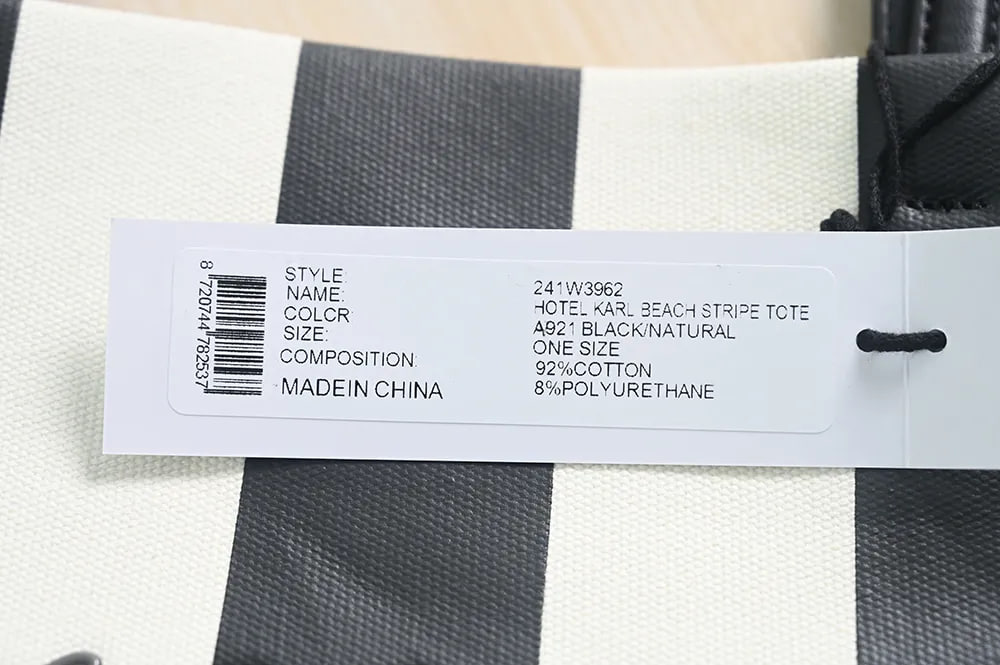 8 720744 782537
STYLE: 241W3962
NAME: HOTEL KARL BEACH STRIPE TOTE
COLOR A921 BLACK/NATURAL
SIZE: ONE SIZE
COMPOSITION: 92%COTTON
8%POLYURETHANE
MADEIN CHINA